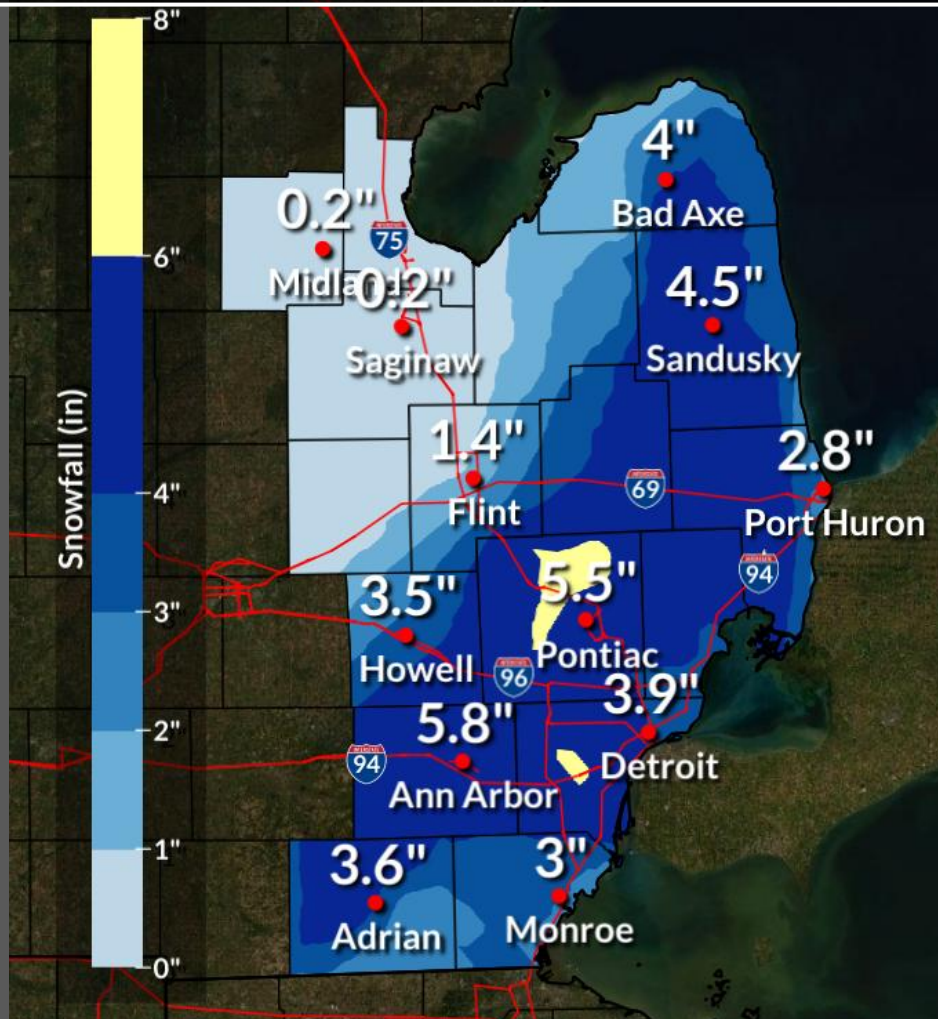 8"
6"
4"
3"
2"
1"
0"
Snowfall (in)
4"
Bad Axe
0.2"
Midland
75
0.2"
Saginaw
4.5"
Sandusky
1.4"
Flint
69
2.8"
Port Huron
94
3.5"
Howell
5.5"
Pontiac
96
3.9"
Detroit
5.8"
Ann Arbor
94
3.6"
Adrian
3"
Monroe